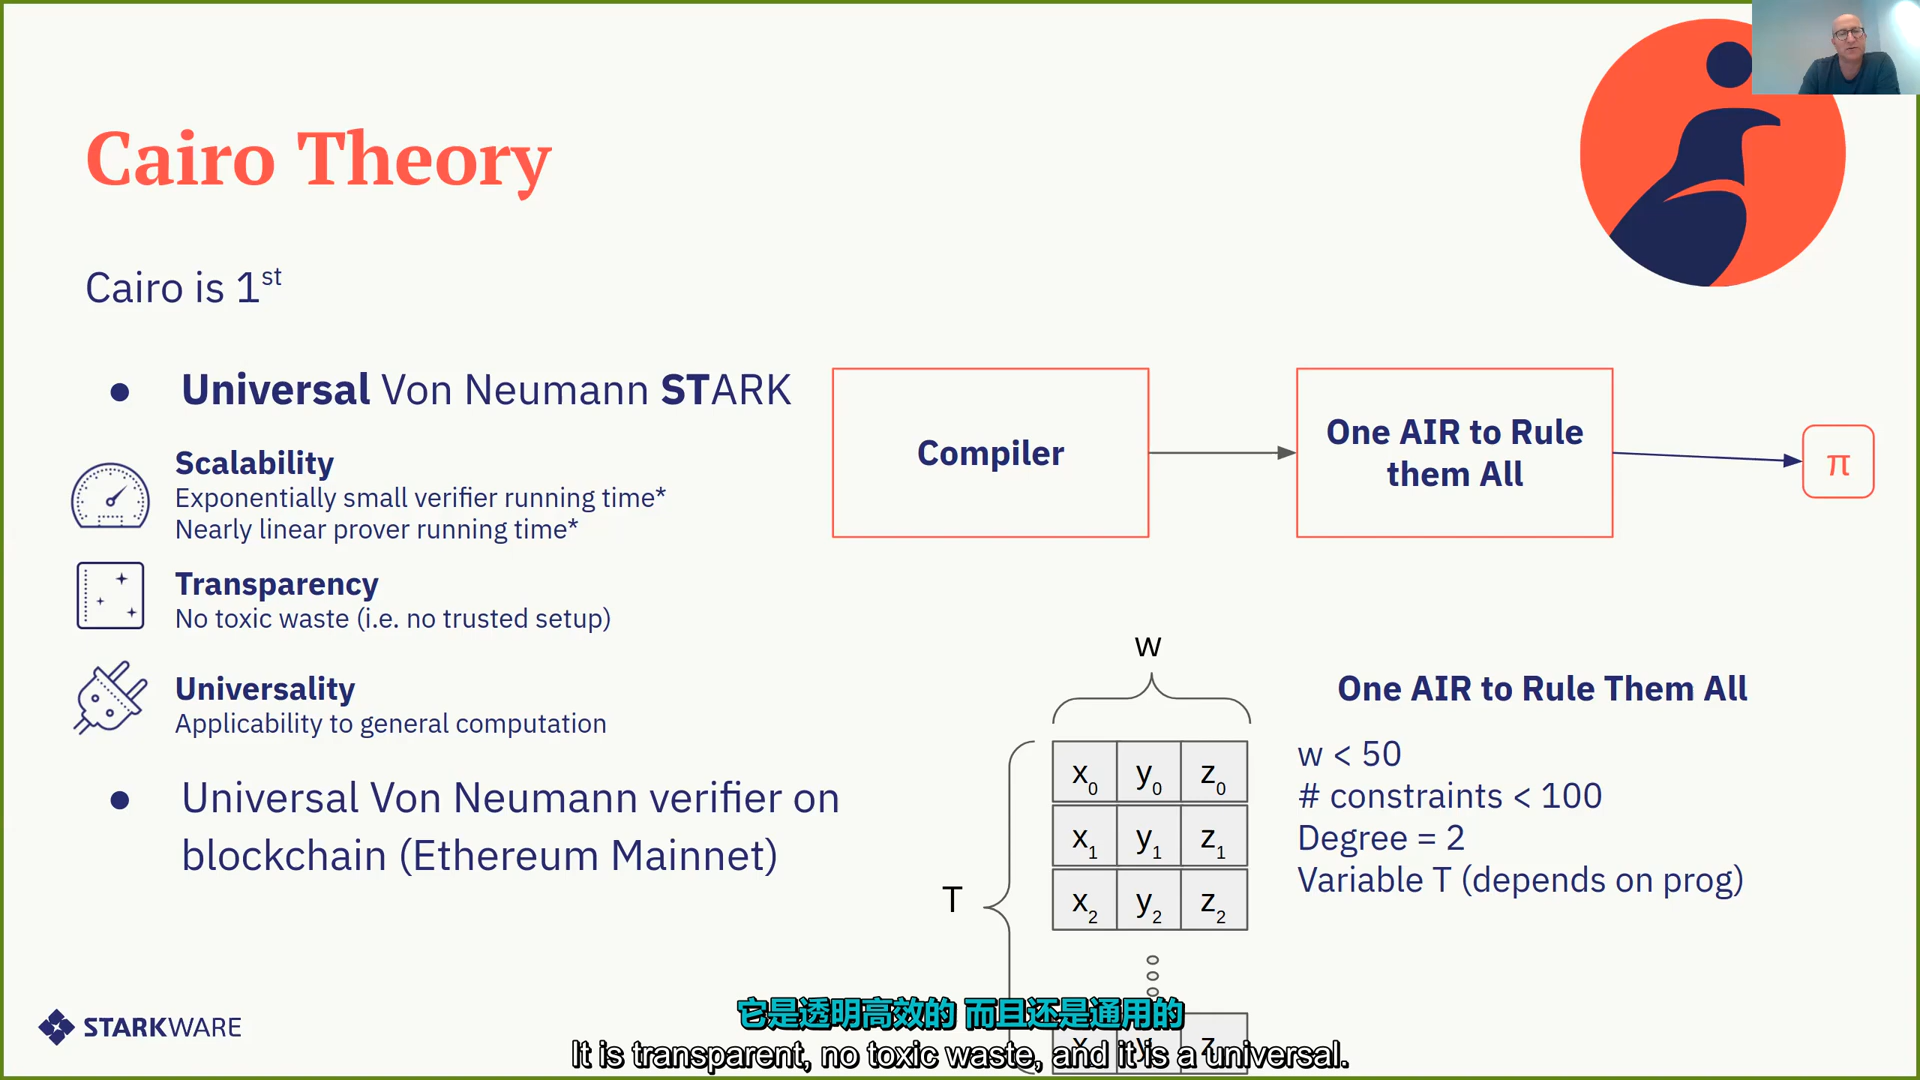 Cairo Theory
Cairo is 1st
● Universal Von Neumann STARK
Scalability
Exponentially small verifier running time*
Nearly linear prover running time*
Transparency
No toxic waste (i.e. no trusted setup)
Universality
Applicability to general computation
● Universal Von Neumann verifier on
blockchain (Ethereum Mainnet)
Compiler
One AIR to Rule
them All
π
w
T
x0 y0 z0
x1 y1 z1
x2 y2 z2
One AIR to Rule Them All
w < 50
# constraints < 100
Degree = 2
Variable T (depends on prog)
STARKWARE
它是透明高效的 而且还是通用的
It is transparent, no toxic waste, and it is a universal.